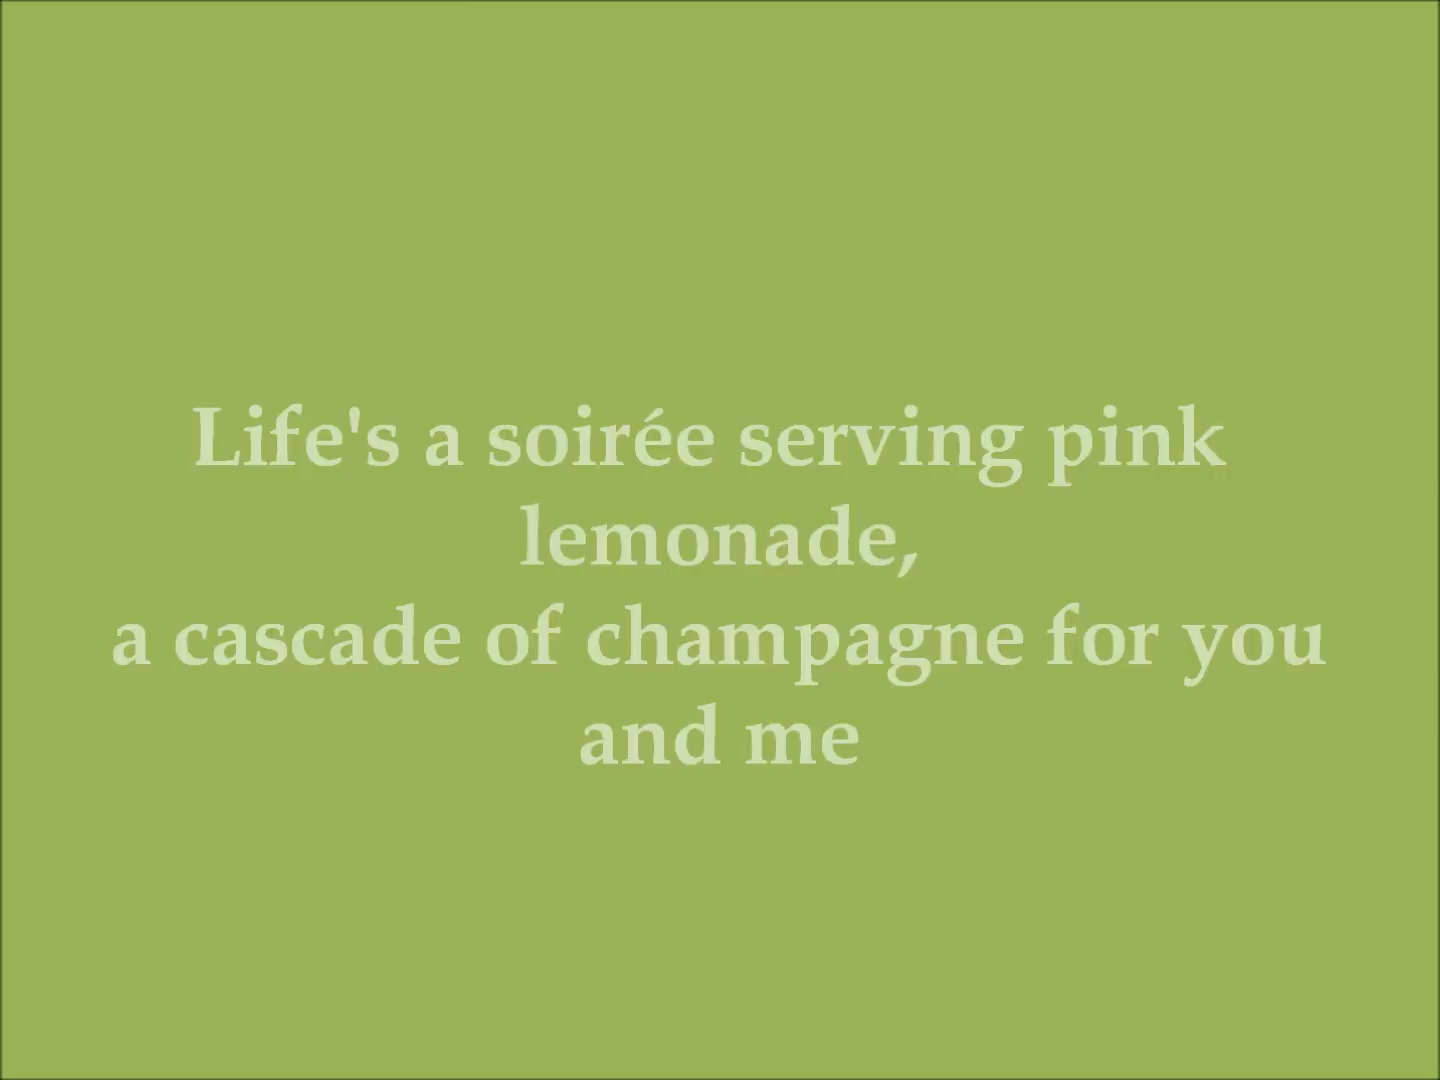 Life's a soirée serving pink
lemonade,
a cascade of champagne for you
and me